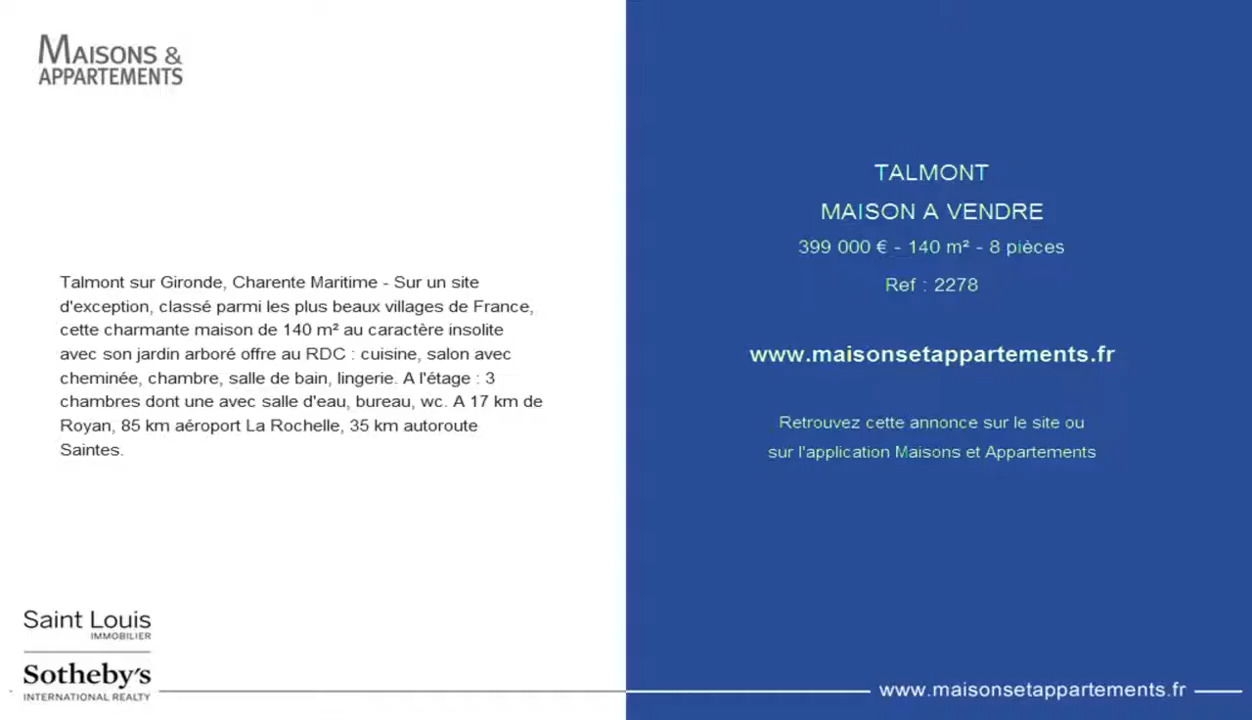 MAISONS &
APPARTEMENTS
Talmont sur Gironde, Charente Maritime - Sur un site
d'exception, classé parmi les plus beaux villages de France,
cette charmante maison de 140 m² au caractère insolite
avec son jardin arboré offre au RDC : cuisine, salon avec
cheminée, chambre, salle de bain, lingerie. A l'étage : 3
chambres dont une avec salle d'eau, bureau, wc. A 17 km de
Royan, 85 km aéroport La Rochelle, 35 km autoroute
Saintes.
Saint Louis
IMMOBILIER
Sotheby's
INTERNATIONAL REALTY
TALMONT
MAISON A VENDRE
399 000 € - 140 m² - 8 pièces
Ref : 2278
www.maisonsetappartements.fr
Retrouvez cette annonce sur le site ou
sur l'application Maisons et Appartements
www.maisonsetappartements.fr